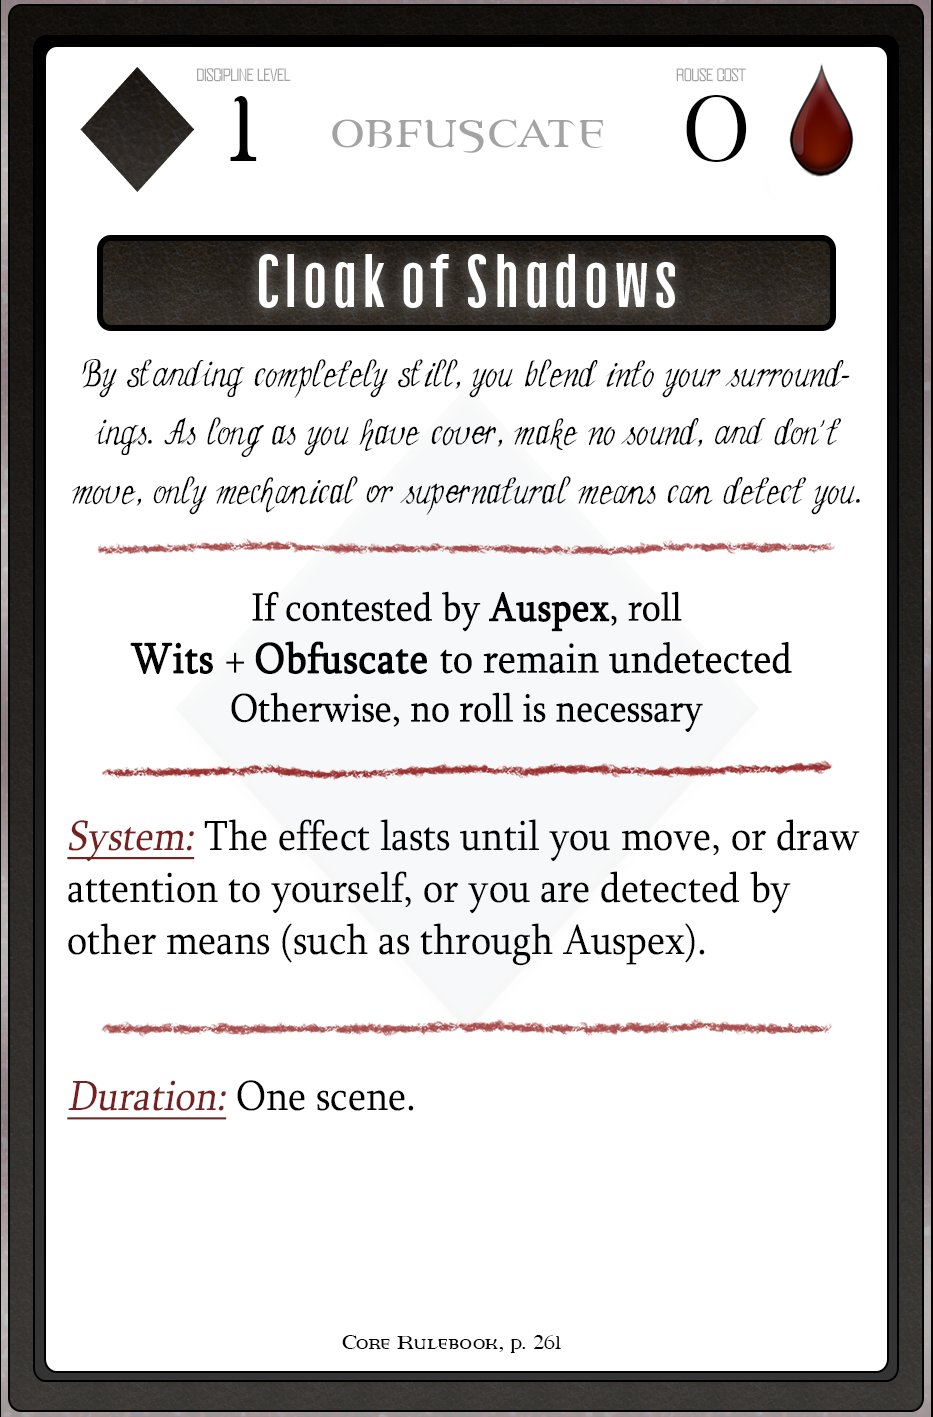 DISCIPLINE LEVEL
1
OBFUSCATE
ROUSE COST
0
Cloak of Shadows
By standing completely still, you blend into your surround-
ings. As long as you have cover, make no sound, and don't
move, only mechanical or supernatural means can detect you.
If contested by Auspex, roll
Wits + Obfuscate to remain undetected
Otherwise, no roll is necessary
System: The effect lasts until you move, or draw
attention to yourself, or you are detected by
other means (such as through Auspex).
Duration: One scene.
Core Rulebook, p. 261